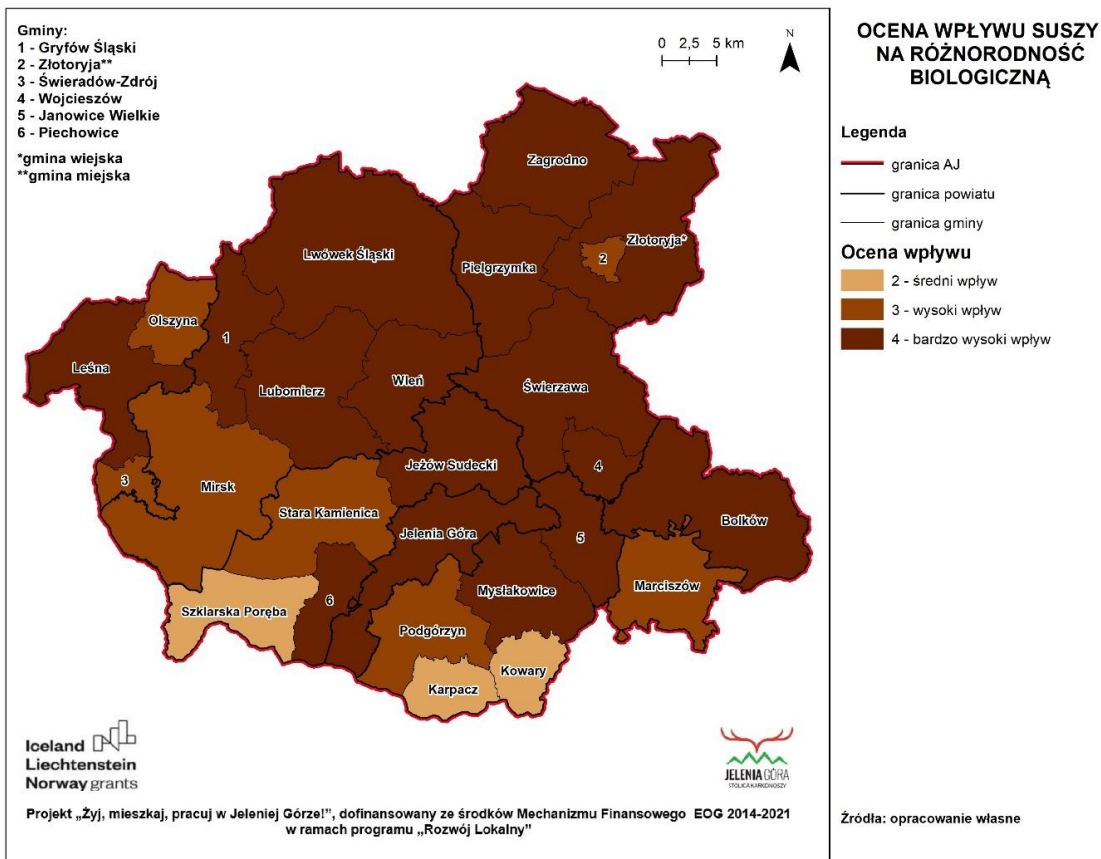 Gminy:
1 - Gryfów Śląski
2 - Złotoryja**
3 - Świeradów-Zdrój
4 - Wojcieszów
5 - Janowice Wielkie
6 - Piechowice
*gmina wiejska
**gmina miejska
0 2,5 5 km
N
Zagrodno
Lwówek Śląski
Pielgrzymka
Złotoryja*
2
Olszyna
1
Leśna
Lubomierz
Wleń
Świerzawa
Jeżów Sudecki
4
3
Mirsk
Stara Kamienica
Jelenia Góra
5
Bolków
Mysłakowice
Marciszów
Szklarska Poręba
6
Podgórzyn
Kowary
Karpacz
Iceland
Liechtenstein
Norway grants
JELENIA GÓRA
STOLICA KARKONOSZY
Projekt „Żyj, mieszkaj, pracuj w Jeleniej Górze!”, dofinansowany ze środków Mechanizmu Finansowego EOG 2014-2021
w ramach programu „Rozwój Lokalny”
OCENA WPŁYWU SUSZY
NA RÓŻNORODNOŚĆ
BIOLOGICZNĄ
Legenda
granica AJ
granica powiatu
granica gminy
Ocena wpływu
2 - średni wpływ
3 - wysoki wpływ
4 - bardzo wysoki wpływ
Źródła: opracowanie własne